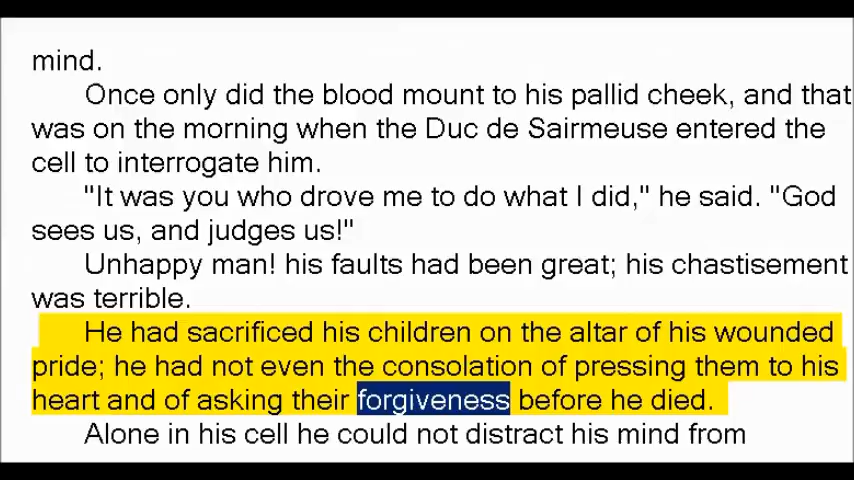 mind.
Once only did the blood mount to his pallid cheek, and that
was on the morning when the Duc de Sairmeuse entered the
cell to interrogate him.
"It was you who drove me to do what I did," he said. "God
sees us, and judges us!"
Unhappy man! his faults had been great; his chastisement
was terrible.
He had sacrificed his children on the altar of his wounded
pride; he had not even the consolation of pressing them to his
heart and of asking their forgiveness before he died.
Alone in his cell he could not distract his mind from